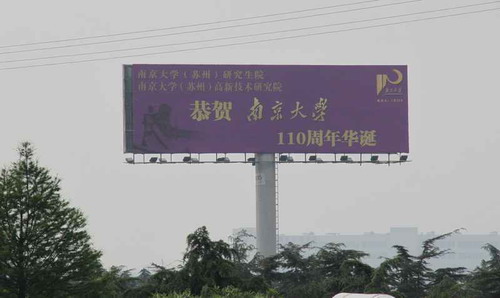 南京大学(苏州)研究生院
南京大学(苏州)高新技术研究院
恭贺 南京大学
110周年华诞